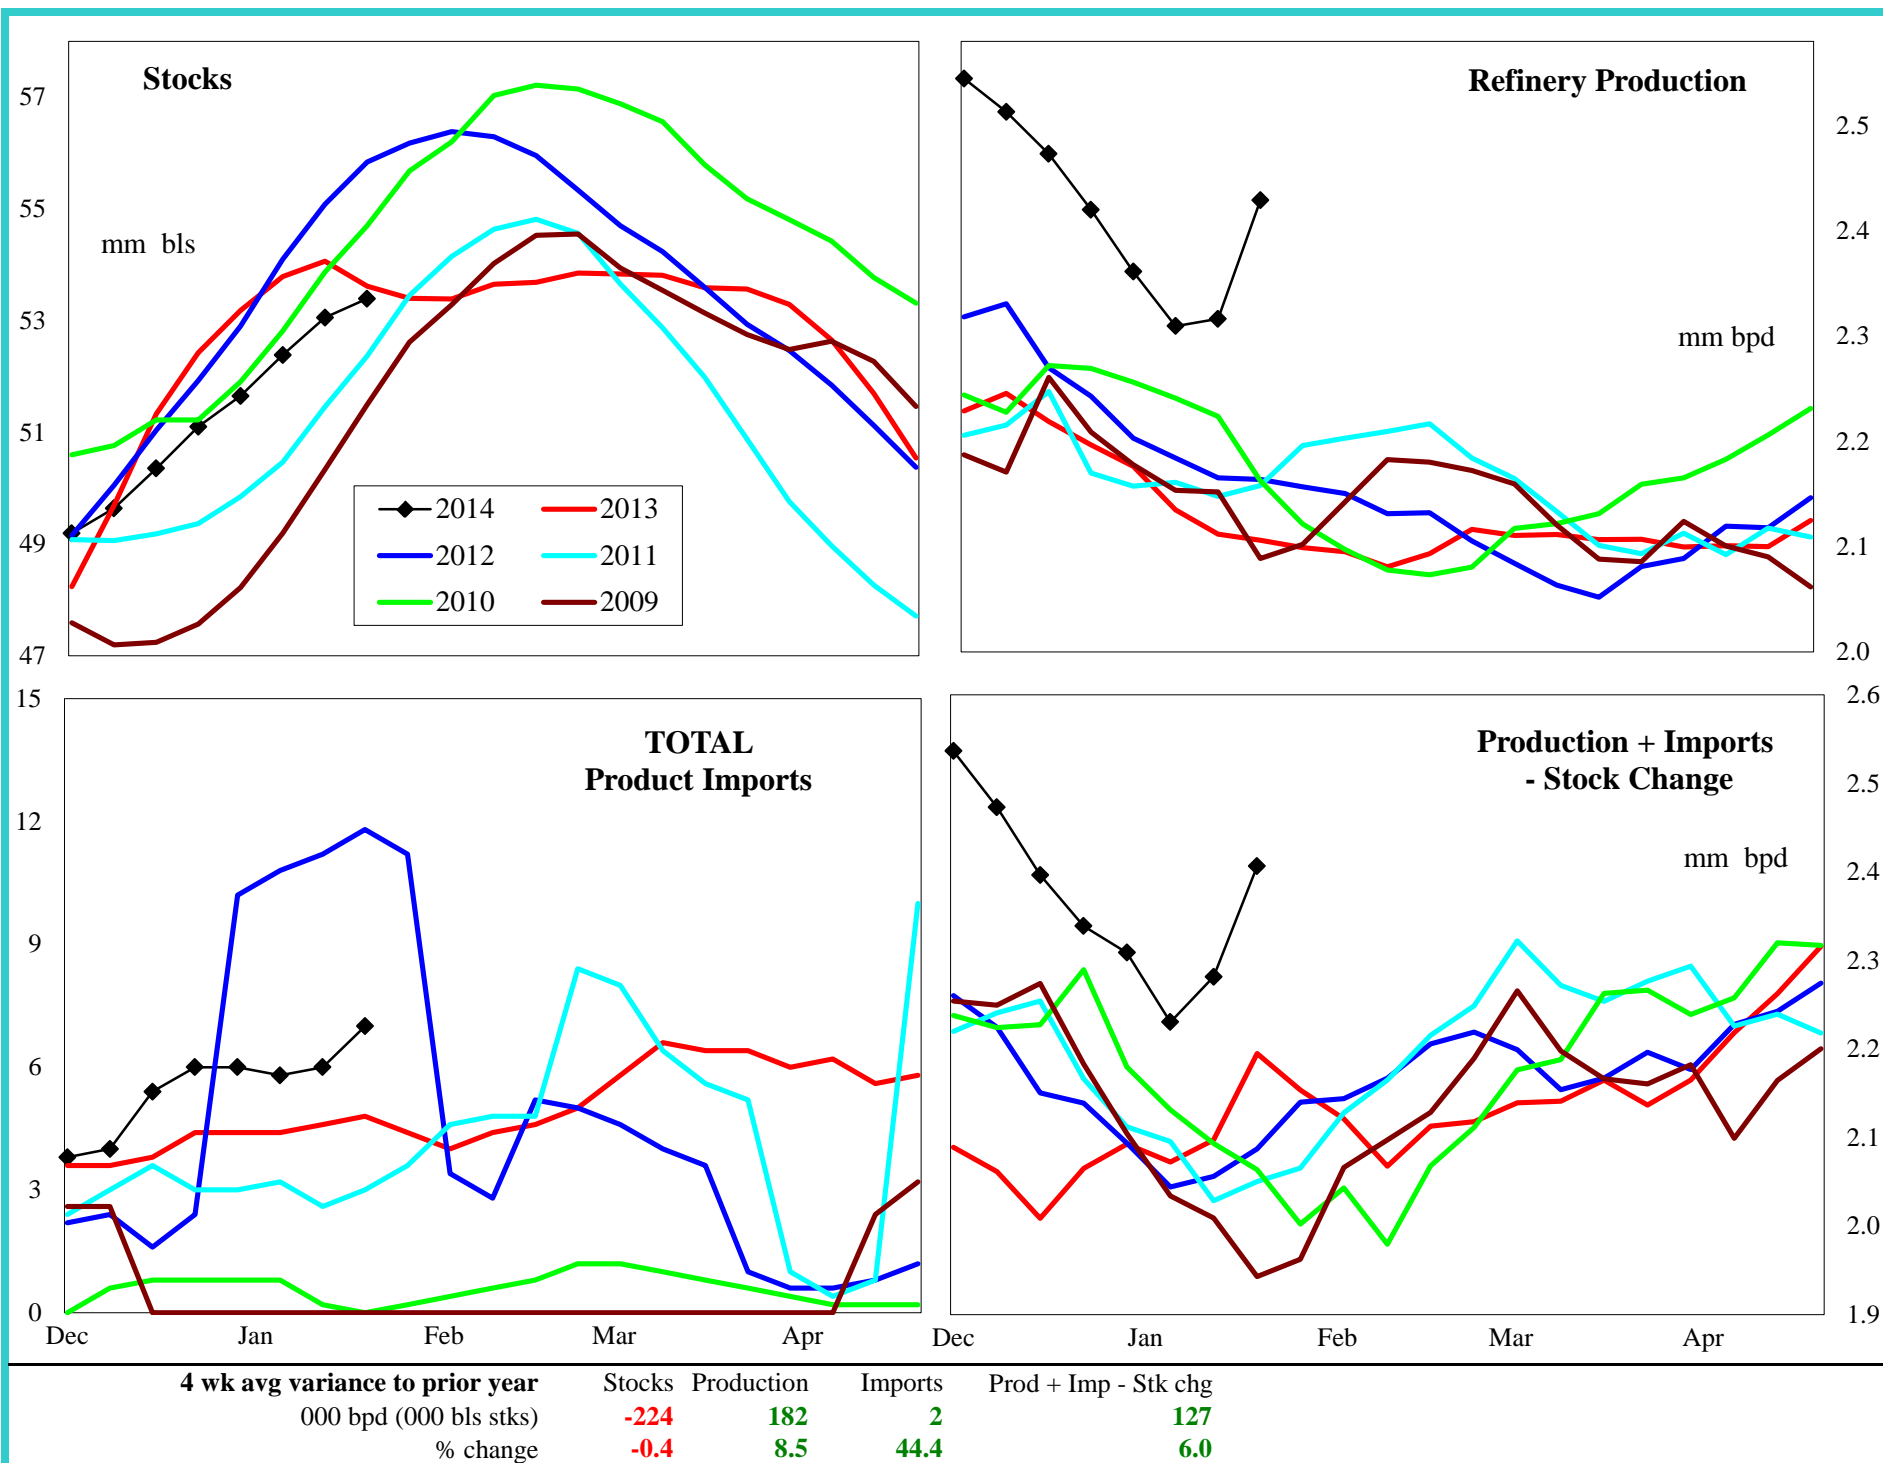 Stocks
57
55
53
51
49
47
mm bls
2014 2013
2012 2011
2010 2009
Refinery Production
2.5
2.4
2.3
2.2
2.1
2.0
mm bpd
TOTAL
Product Imports
15
12
9
6
3
0
Dec Jan Feb Mar Apr
Production + Imports
- Stock Change
mm bpd
2.6
2.5
2.4
2.3
2.2
2.1
2.0
1.9
Dec Jan Feb Mar Apr
4 wk avg variance to prior year Stocks Production Imports Prod + Imp - Stk chg
000 bpd (000 bls stks) -224 182 2 127
% change -0.4 8.5 44.4 6.0